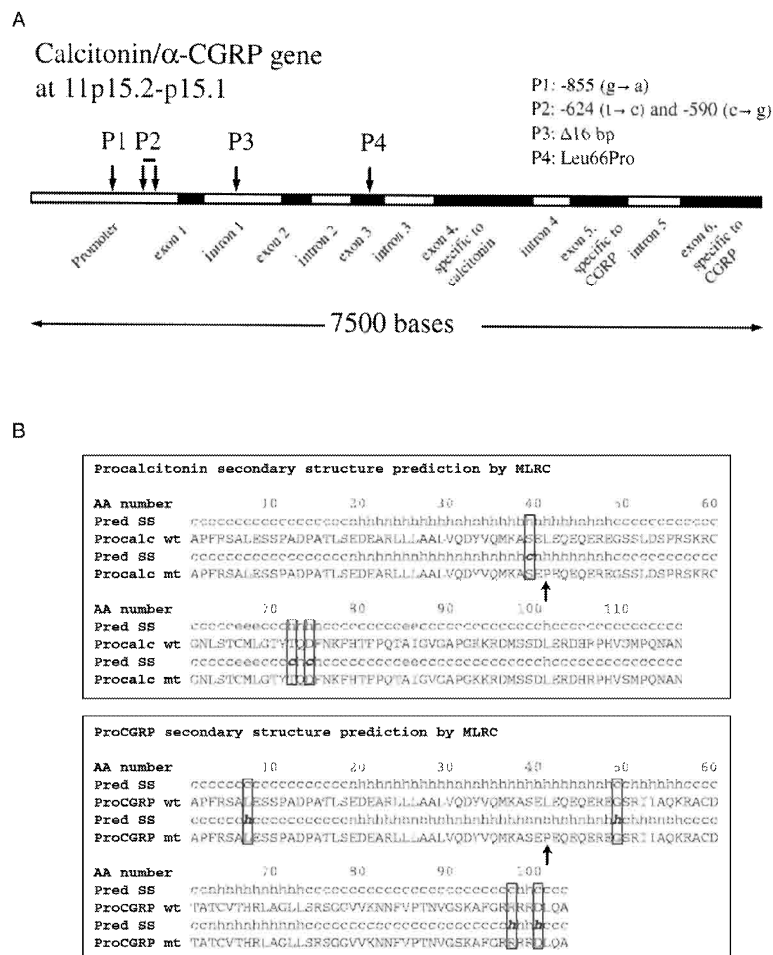 A
Calcitonin/α-CGRP gene
at 11p15.2-p15.1
P1: -855 (g→ a)
P2: -624 (t→ c) and -590 (c→ g)
P3: Δ16 bp
P4: Leu66Pro
P1 P2 P3 P4
Promoter
exon 1
intron 1
exon 2
intron 2
exon 3
intron 3
exon 4, specific to calcitonin
intron 4
exon 5, specific to CGRP
intron 5
exon 6, specific to CGRP
7500 bases
B
Procalcitonin secondary structure prediction by MLRC
AA number 10 20 30 40 50 60
Pred SS
Procalc wt APFRSALESSPADPATLSEDEARLLLAALVQDYVQMKASELEQEQEREGSSLDSPRSKRC
Pred SS
Procalc mt APFRSALESSPADPATLSEDEARLLLAALVQDYVQMKASEPEQEQEREGSSLDSPRSKRC
AA number 70 80 90 100 110
Pred SS
Procalc wt GNLSTCMLGTYTQDFNKFHTFPQTAIGVGAPGKKRDMSSDLERDHRPHVSMPQNAN
Pred SS
Procalc mt GNLSTCMLGTYTQDFNKFHTFPQTAIGVGAPGKKRDMSSDLERDHRPHVSMPQNAN
ProCGRP secondary structure prediction by MLRC
AA number 10 20 30 40 50 60
Pred SS
ProCGRP wt APFRSALESSPADPATLSEDEARLLLAALVQDYVQMKASELEQEQEREGSRIIAQKRACD
Pred SS
ProCGRP mt APFRSALESSPADPATLSEDEARLLLAALVQDYVQMKASEPEQEQEREGSRIIAQKRACD
AA number 70 80 90 100
Pred SS
ProCGRP wt TATCVTHRLAGLLSRSGGVVKNNFVPTNVGSKAFGRRRRDLQA
Pred SS
ProCGRP mt TATCVTHRLAGLLSRSGGVVKNNFVPTNVGSKAFGRRRRDLQA